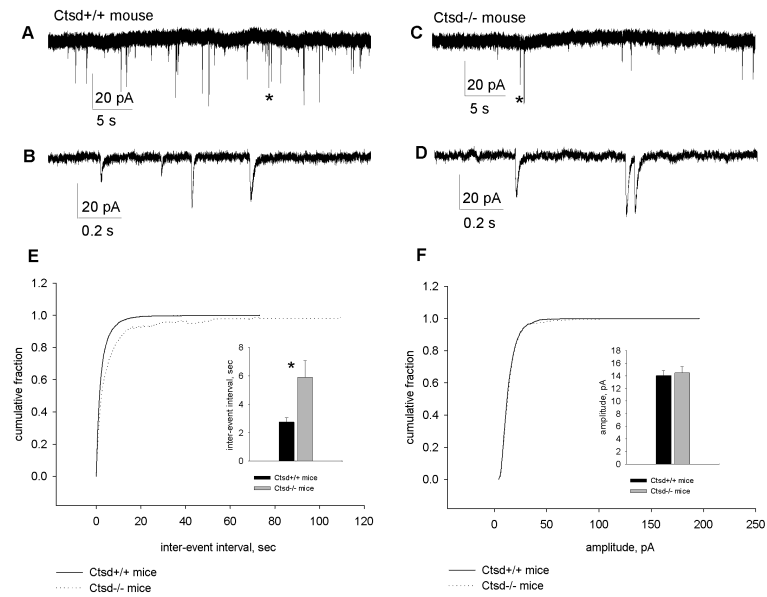 Ctsd+/+ mouse
A
20 pA
5 s
*
B
20 pA
0.2 s
Ctsd-/- mouse
C
20 pA
5 s
*
D
20 pA
0.2 s
E
1.2
1.0
0.8
0.6
0.4
0.2
0.0
cumulative fraction
0 20 40 60 80 100 120
inter-event interval, sec
8
6
4
2
0
inter-event interval, sec
*
Ctsd+/+ mice
Ctsd-/- mice
Ctsd+/+ mice
Ctsd-/- mice
F
1.2
1.0
0.8
0.6
0.4
0.2
0.0
cumulative fraction
0 50 100 150 200 250
amplitude, pA
18
16
14
12
10
8
6
4
2
0
amplitude, pA
Ctsd+/+ mice
Ctsd-/- mice
Ctsd+/+ mice
Ctsd-/- mice